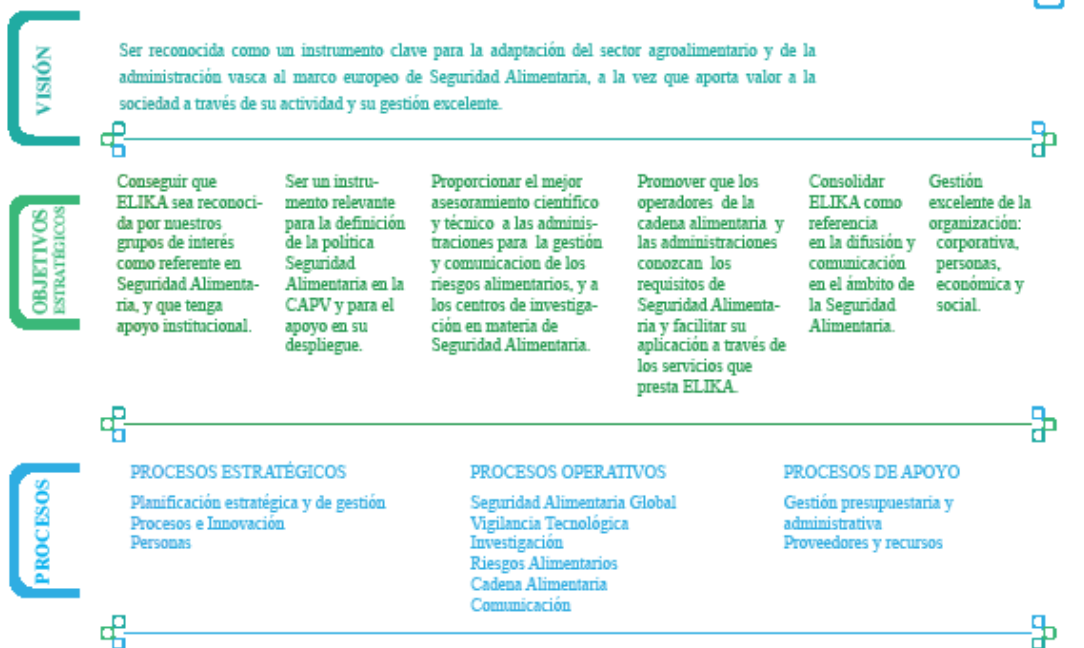 VISIÓN
Ser reconocida como un instrumento clave para la adaptación del sector agroalimentario y de la
administración vasca al marco europeo de Seguridad Alimentaria, a la vez que aporta valor a la
sociedad a través de su actividad y su gestión excelente.
OBJETIVOS
ESTRATÉGICOS
Conseguir que
ELIKA sea reconoci-
da por nuestros
grupos de interés
como referente en
Seguridad Alimenta-
ria, y que tenga
apoyo institucional.
Ser un instru-
mento relevante
para la definición
de la política
Seguridad
Alimentaria en la
CAPV y para el
apoyo en su
despliegue.
Proporcionar el mejor
asesoramiento científico
y técnico a las adminis-
traciones para la gestión
y comunicacion de los
riesgos alimentarios, y a
los centros de investiga-
ción en materia de
Seguridad Alimentaria.
Promover que los
operadores de la
cadena alimentaria y
las administraciones
conozcan los
requisitos de
Seguridad Alimenta-
ria y facilitar su
aplicación a través de
los servicios que
presta ELIKA.
Consolidar
ELIKA como
referencia
en la difusión y
comunicación
en el ámbito de
la Seguridad
Alimentaria.
Gestión
excelente de la
organización:
corporativa,
personas,
económica y
social.
PROCESOS
PROCESOS ESTRATÉGICOS
Planificación estratégica y de gestión
Procesos e Innovación
Personas
PROCESOS OPERATIVOS
Seguridad Alimentaria Global
Vigilancia Tecnológica
Investigación
Riesgos Alimentarios
Cadena Alimentaria
Comunicación
PROCESOS DE APOYO
Gestión presupuestaria y
administrativa
Proveedores y recursos